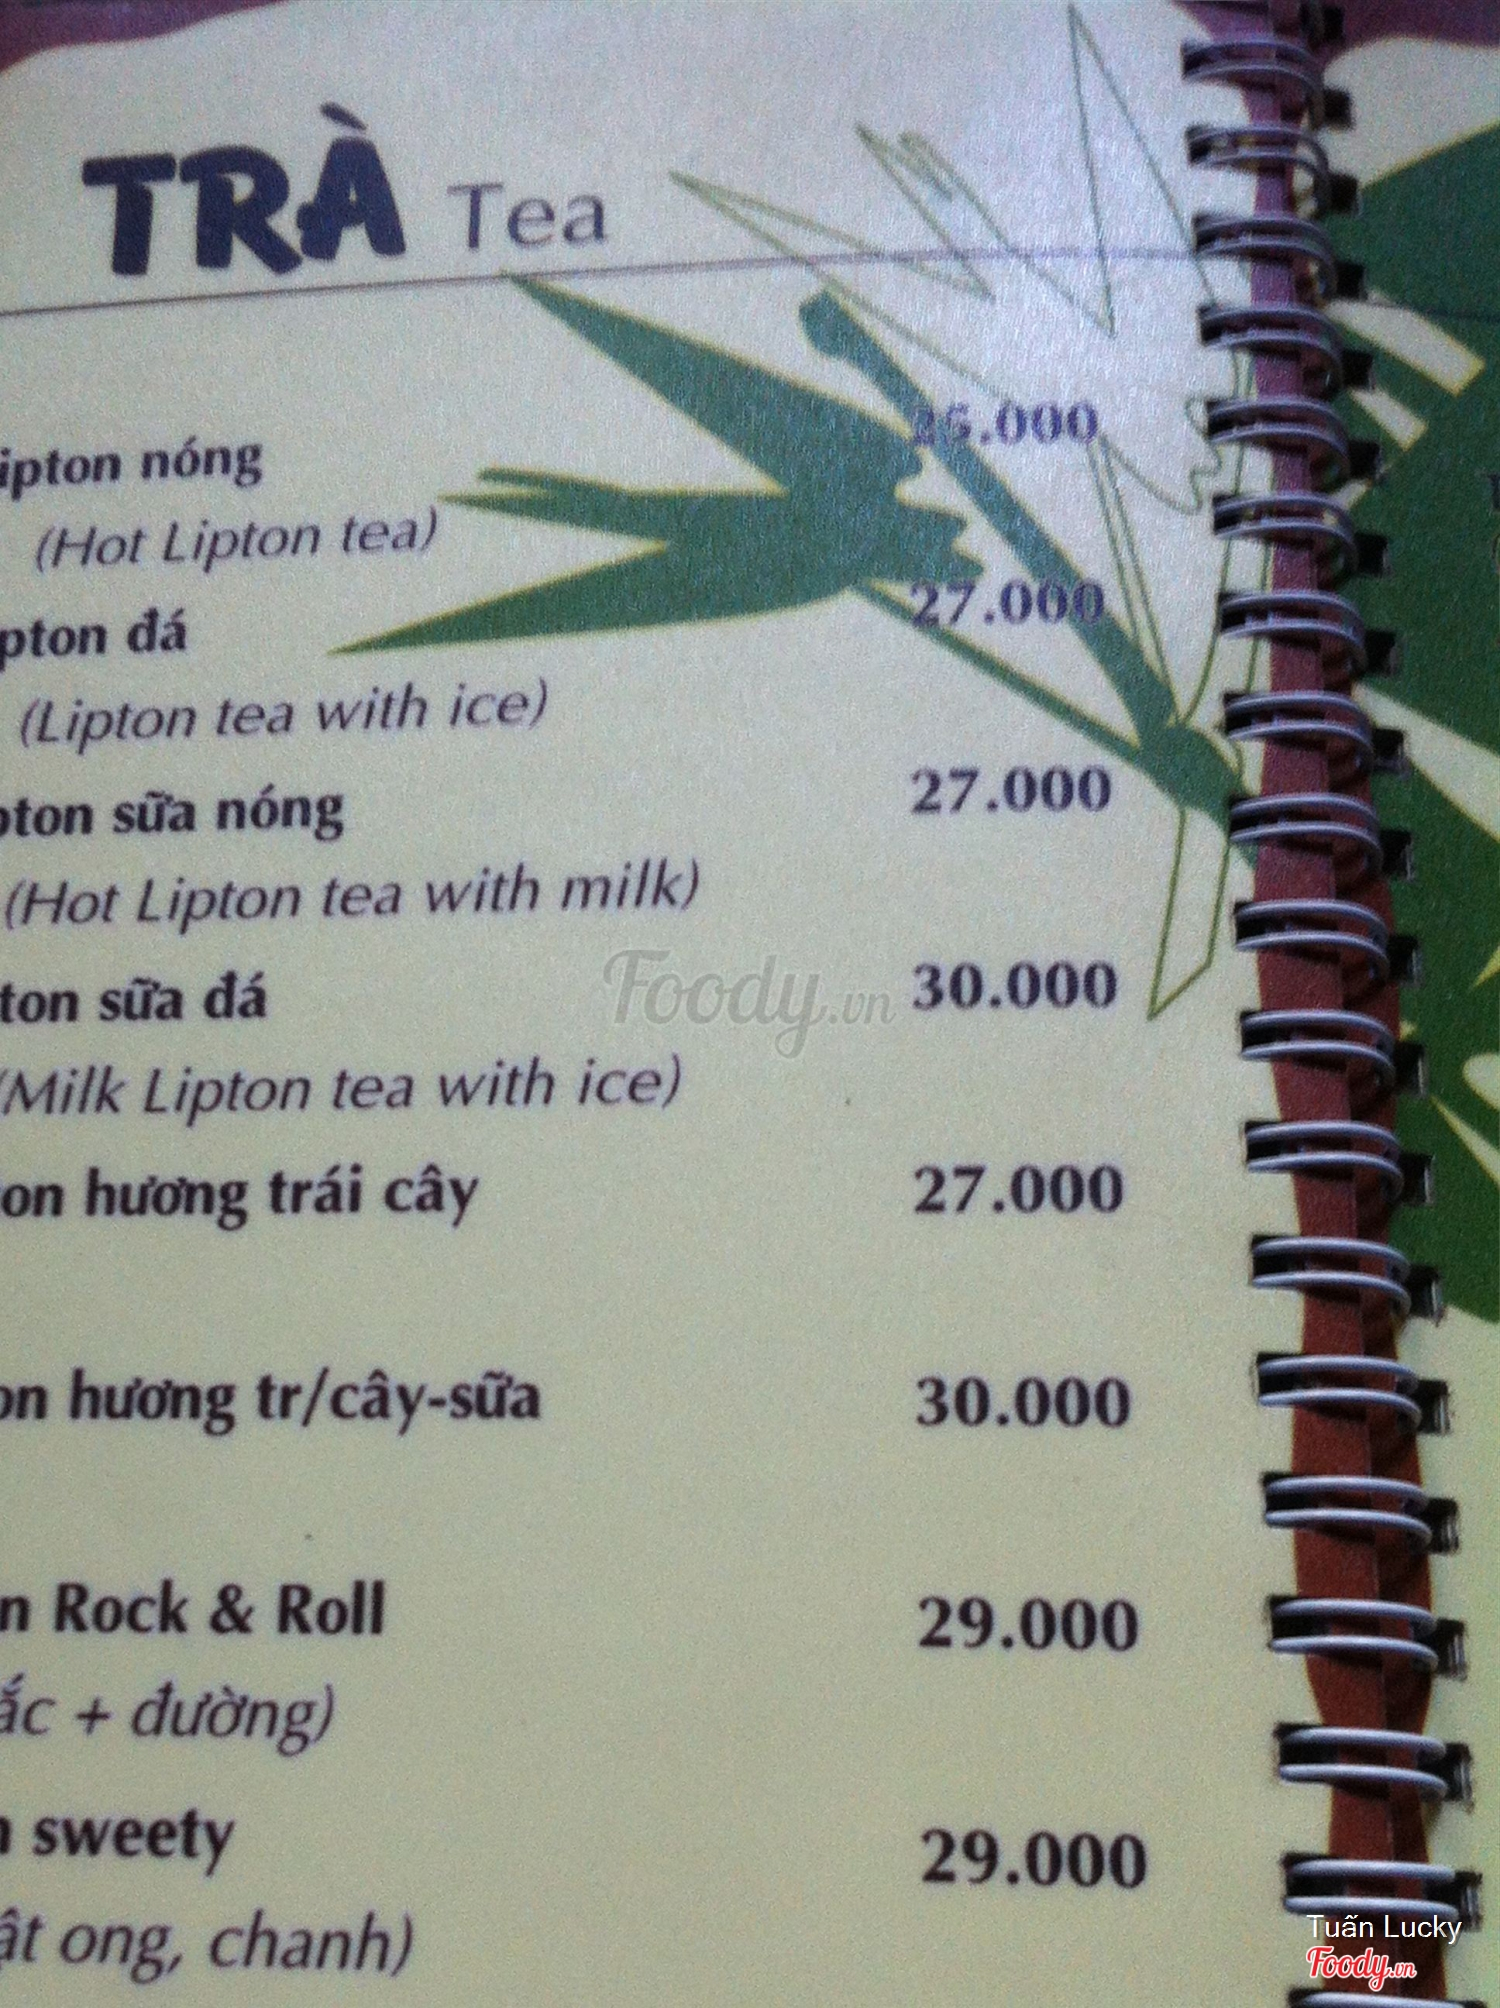 TRÀ Tea
ipton nóng 25.000
(Hot Lipton tea)
pton đá 27.000
(Lipton tea with ice)
pton sữa nóng 27.000
(Hot Lipton tea with milk)
ton sữa đá 30.000
(Milk Lipton tea with ice)
on hương trái cây 27.000
on hương tr/cây-sữa 30.000
n Rock & Roll 29.000
ắc + đường)
sweety 29.000
ật ong, chanh)
Foody.vn
Tuấn Lucky
Foody.vn